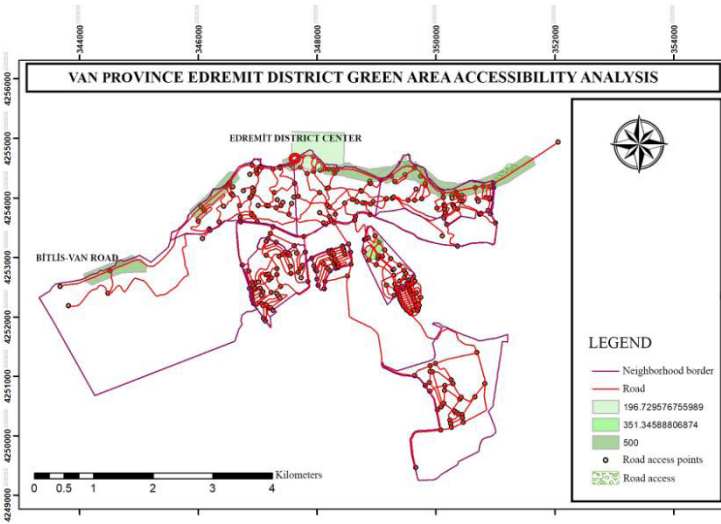 344000
346000
348000
350000
352000
354000
VAN PROVINCE EDREMIT DISTRICT GREEN AREA ACCESSIBILITY ANALYSIS
4256000
4255000
4254000
4253000
4252000
4251000
4250000
4249000
EDREMİT DISTRICT CENTER
BİTLİS-VAN ROAD
LEGEND
Neighborhood border
Road
196.729576755989
351.34588806874
500
Road access points
Road access
Kilometers
0 0.5 1 2 3 4